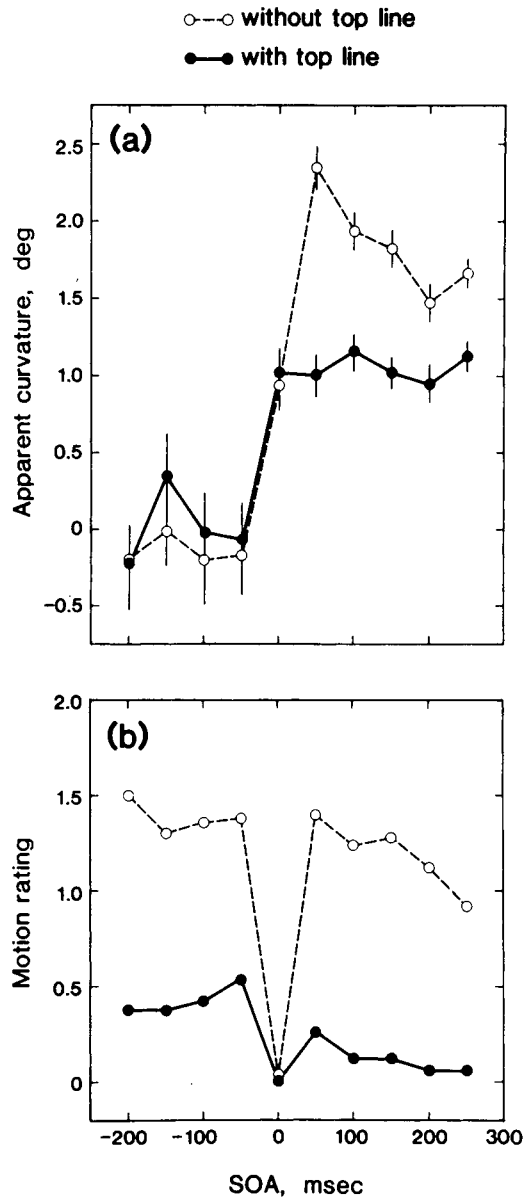 without top line
with top line
(a)
2.5
2.0
1.5
1.0
0.5
0
−0.5
Apparent curvature, deg
(b)
2.0
1.5
1.0
0.5
0
Motion rating
−200 −100 0 100 200 300
SOA, msec